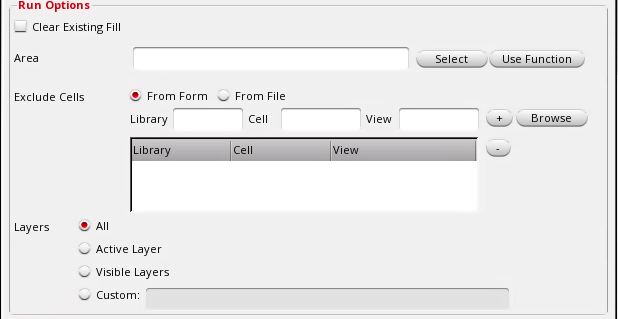 Run Options
Clear Existing Fill
Area Select Use Function
Exclude Cells From Form From File
Library Cell View + Browse
Library Cell View -
Layers All
Active Layer
Visible Layers
Custom: